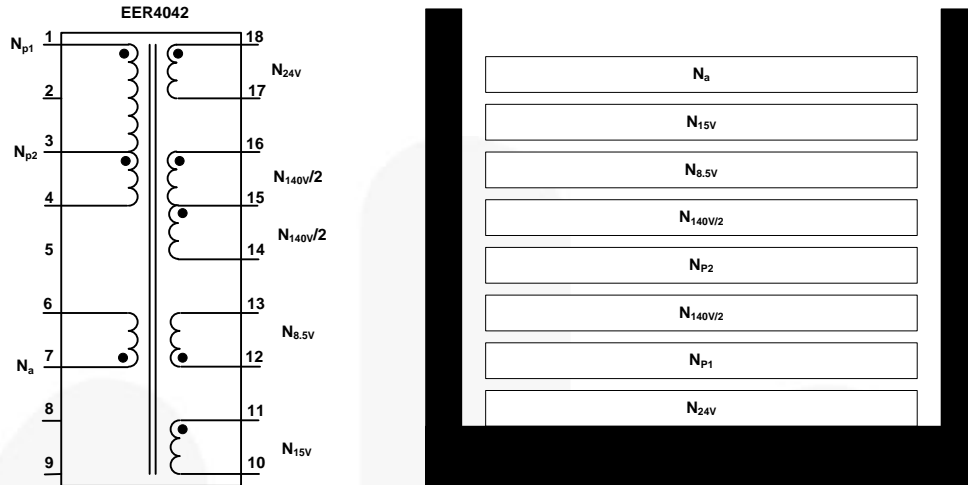 EER4042
Np1 1 18
N24V
2 17
3 16
Np2
N140V/2
4 15
N140V/2
5 14
6 13
N8.5V
7 12
Na
8 11
N15V
9 10
Na
N15V
N8.5V
N140V/2
NP2
N140V/2
NP1
N24V